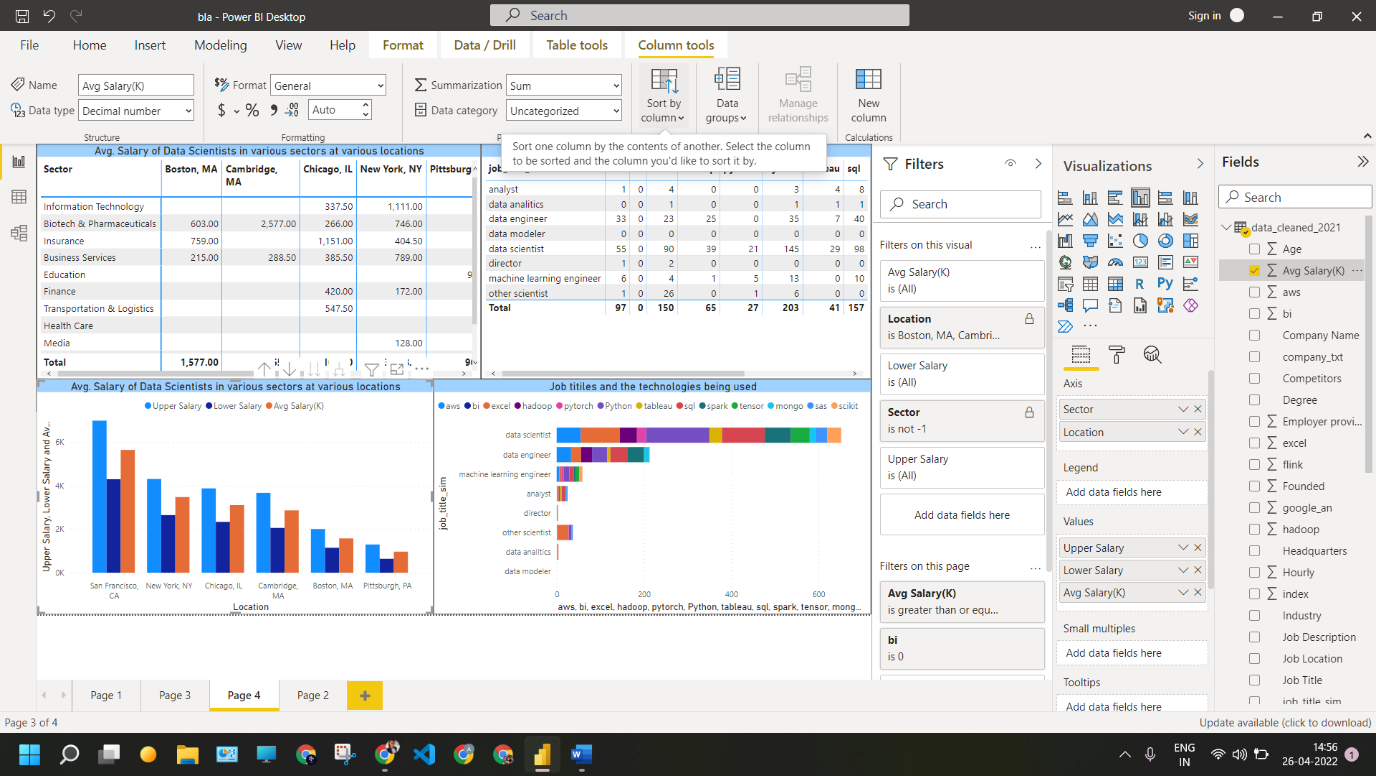 bla - Power BI Desktop
Search
Sign in
File Home Insert Modeling View Help Format Data / Drill Table tools Column tools
Name Avg Salary(K)
Data type Decimal number
Structure
Format General
$ % Auto
Formatting
Summarization Sum
Data category Uncategorized
Sort by column
Data groups
Manage relationships
New column
Calculations
Sort one column by the contents of another. Select the column
to be sorted and the column you'd like to sort it by.
Avg. Salary of Data Scientists in various sectors at various locations
Sector Boston, MA Cambridge, MA Chicago, IL New York, NY Pittsburg
Information Technology 337.50 1,111.00
Biotech & Pharmaceuticals 603.00 2,577.00 266.00 746.00
Insurance 759.00 1,151.00 404.50
Business Services 215.00 288.50 385.50 789.00
Education 9
Finance 420.00 172.00
Transportation & Logistics 547.50
Health Care
Media 128.00
Total 1,577.00
sql
analyst 1 0 4 0 0 3 4 8
data analitics 0 0 1 0 0 1 1 1
data engineer 33 0 23 25 0 35 7 40
data modeler 0 0 0 0 0 0 0 0
data scientist 55 0 90 39 21 145 29 98
director 1 0 2 0 0 0 0 0
machine learning engineer 6 0 4 1 5 13 0 10
other scientist 1 0 26 0 1 6 0 0
Total 97 0 150 65 27 203 41 157
Avg. Salary of Data Scientists in various sectors at various locations
Upper Salary Lower Salary Avg Salary(K)
Upper Salary, Lower Salary and Av...
6K
4K
2K
0K
San Francisco, CA New York, NY Chicago, IL Cambridge, MA Boston, MA Pittsburgh, PA
Location
Job titiles and the technologies being used
aws bi excel hadoop pytorch Python tableau sql spark tensor mongo sas scikit
job_title_sim
data scientist
data engineer
machine learning engineer
analyst
director
other scientist
data analitics
data modeler
0 200 400 600
aws, bi, excel, hadoop, pytorch, Python, tableau, sql, spark, tensor, mong...
Filters
Search
Filters on this visual ...
Avg Salary(K)
is (All)
Location
is Boston, MA, Cambri...
Lower Salary
is (All)
Sector
is not -1
Upper Salary
is (All)
Add data fields here
Filters on this page ...
Avg Salary(K)
is greater than or equ...
bi
is 0
Visualizations
R Py
Axis
Sector
Location
Legend
Add data fields here
Values
Upper Salary
Lower Salary
Avg Salary(K)
Small multiples
Add data fields here
Tooltips
Add data fields here
Fields
Search
data_cleaned_2021
Age
Avg Salary(K) ...
aws
bi
Company Name
company_txt
Competitors
Degree
Employer provi...
excel
flink
Founded
google_an
hadoop
Headquarters
Hourly
index
Industry
Job Description
Job Location
Job Title
job_title_sim
Page 1 Page 3 Page 4 Page 2 +
Page 3 of 4
Update available (click to download)
ENG
IN
14:56
26-04-2022
1